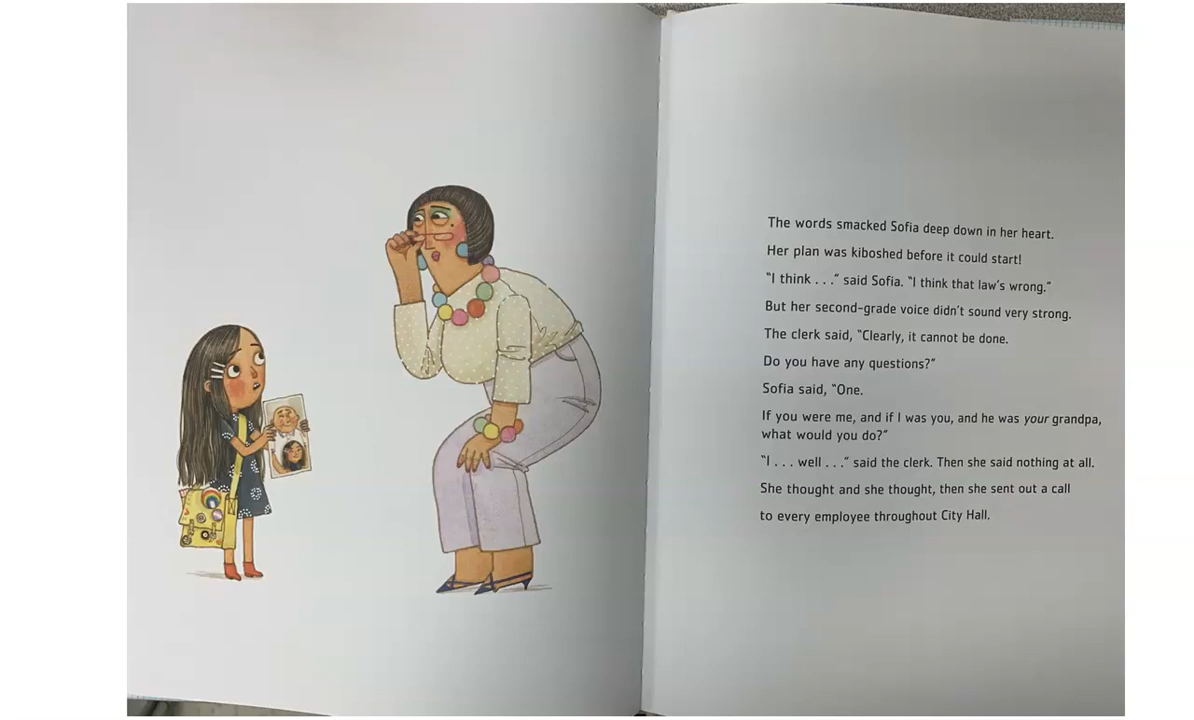 The words smacked Sofia deep down in her heart.
Her plan was kiboshed before it could start!
“I think . . .” said Sofia. “I think that law’s wrong.”
But her second-grade voice didn’t sound very strong.
The clerk said, “Clearly, it cannot be done.
Do you have any questions?”
Sofia said, “One.
If you were me, and if I was you, and he was your grandpa,
what would you do?”
“I . . . well . . .” said the clerk. Then she said nothing at all.
She thought and she thought, then she sent out a call
to every employee throughout City Hall.